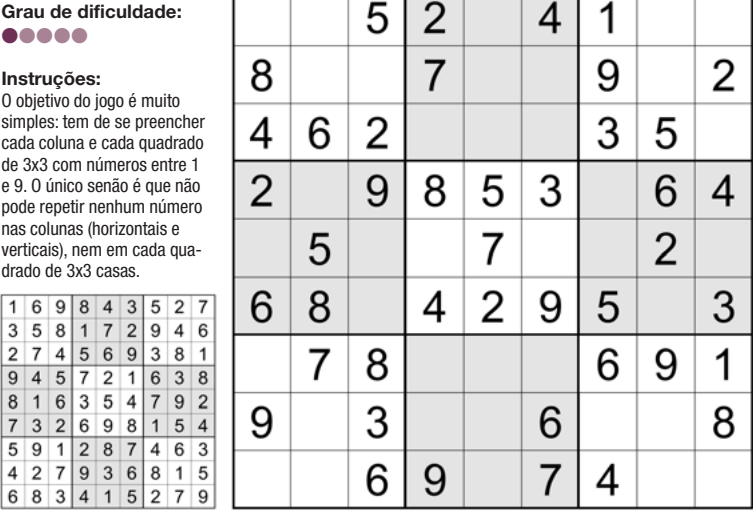 Grau de dificuldade:
Instruções:
O objetivo do jogo é muito
simples: tem de se preencher
cada coluna e cada quadrado
de 3x3 com números entre 1
e 9. O único senão é que não
pode repetir nenhum número
nas colunas (horizontais e
verticais), nem em cada qua-
drado de 3x3 casas.
1 6 9 8 4 3 5 2 7
3 5 8 1 7 2 9 4 6
2 7 4 5 6 9 3 8 1
9 4 5 7 2 1 6 3 8
8 1 6 3 5 4 7 9 2
7 3 2 6 9 8 1 5 4
5 9 1 2 8 7 4 6 3
4 2 7 9 3 6 8 1 5
6 8 3 4 1 5 2 7 9
5 2 4 1
8 7 9 2
4 6 2 3 5
2 9 8 5 3 6 4
5 7 2
6 8 4 2 9 5 3
7 8 6 9 1
9 3 6 8
6 9 7 4